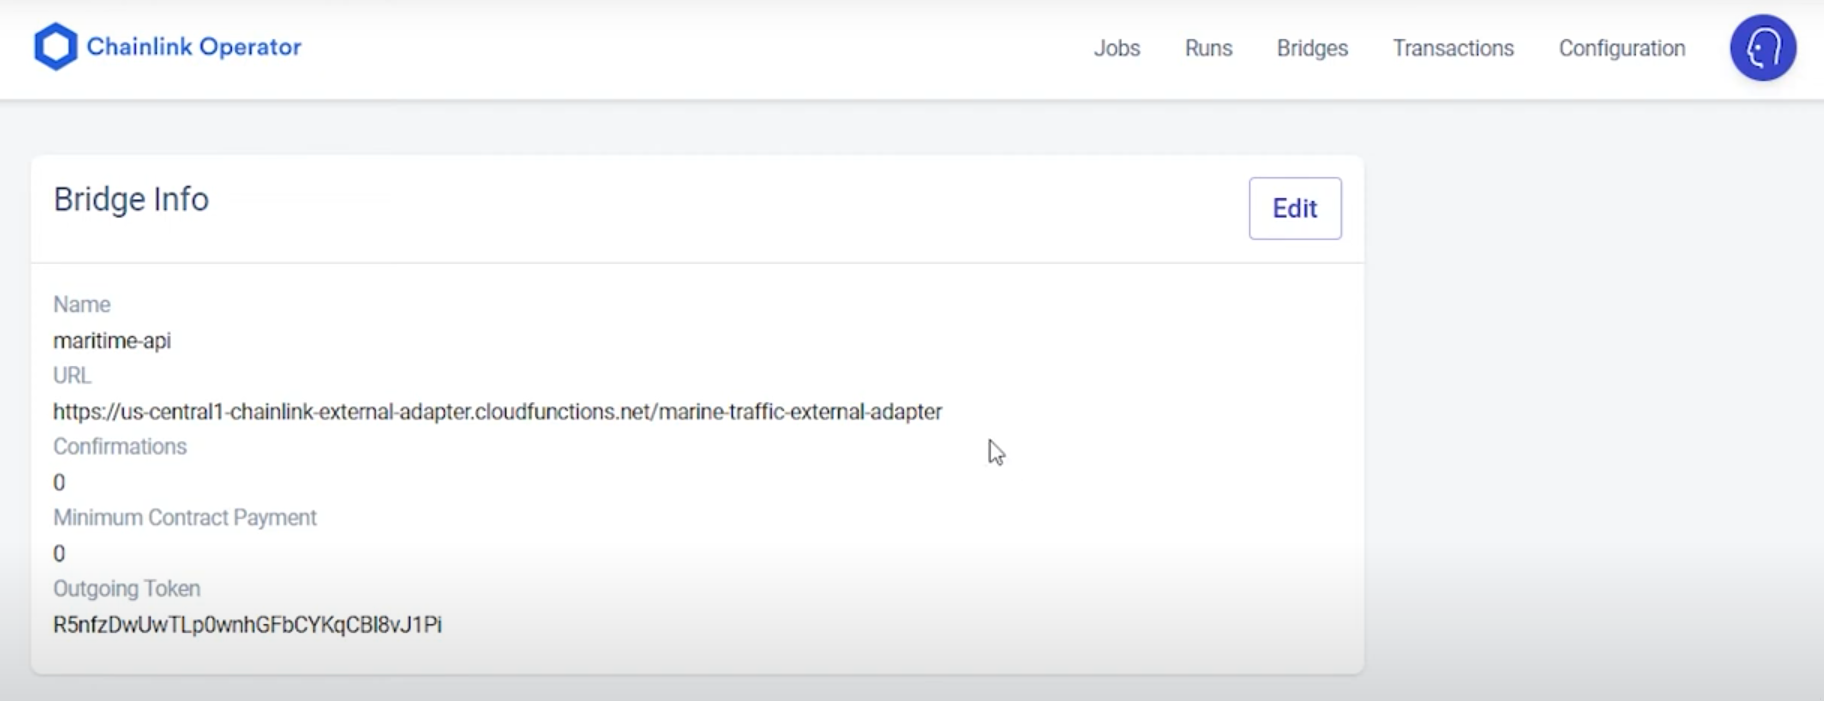 Chainlink Operator
Jobs Runs Bridges Transactions Configuration
Bridge Info
Edit
Name
maritime-api
URL
https://us-central1-chainlink-external-adapter.cloudfunctions.net/marine-traffic-external-adapter
Confirmations
0
Minimum Contract Payment
0
Outgoing Token
R5nfzDwUwTLp0wnhGFbCYKqCBl8vJ1Pi